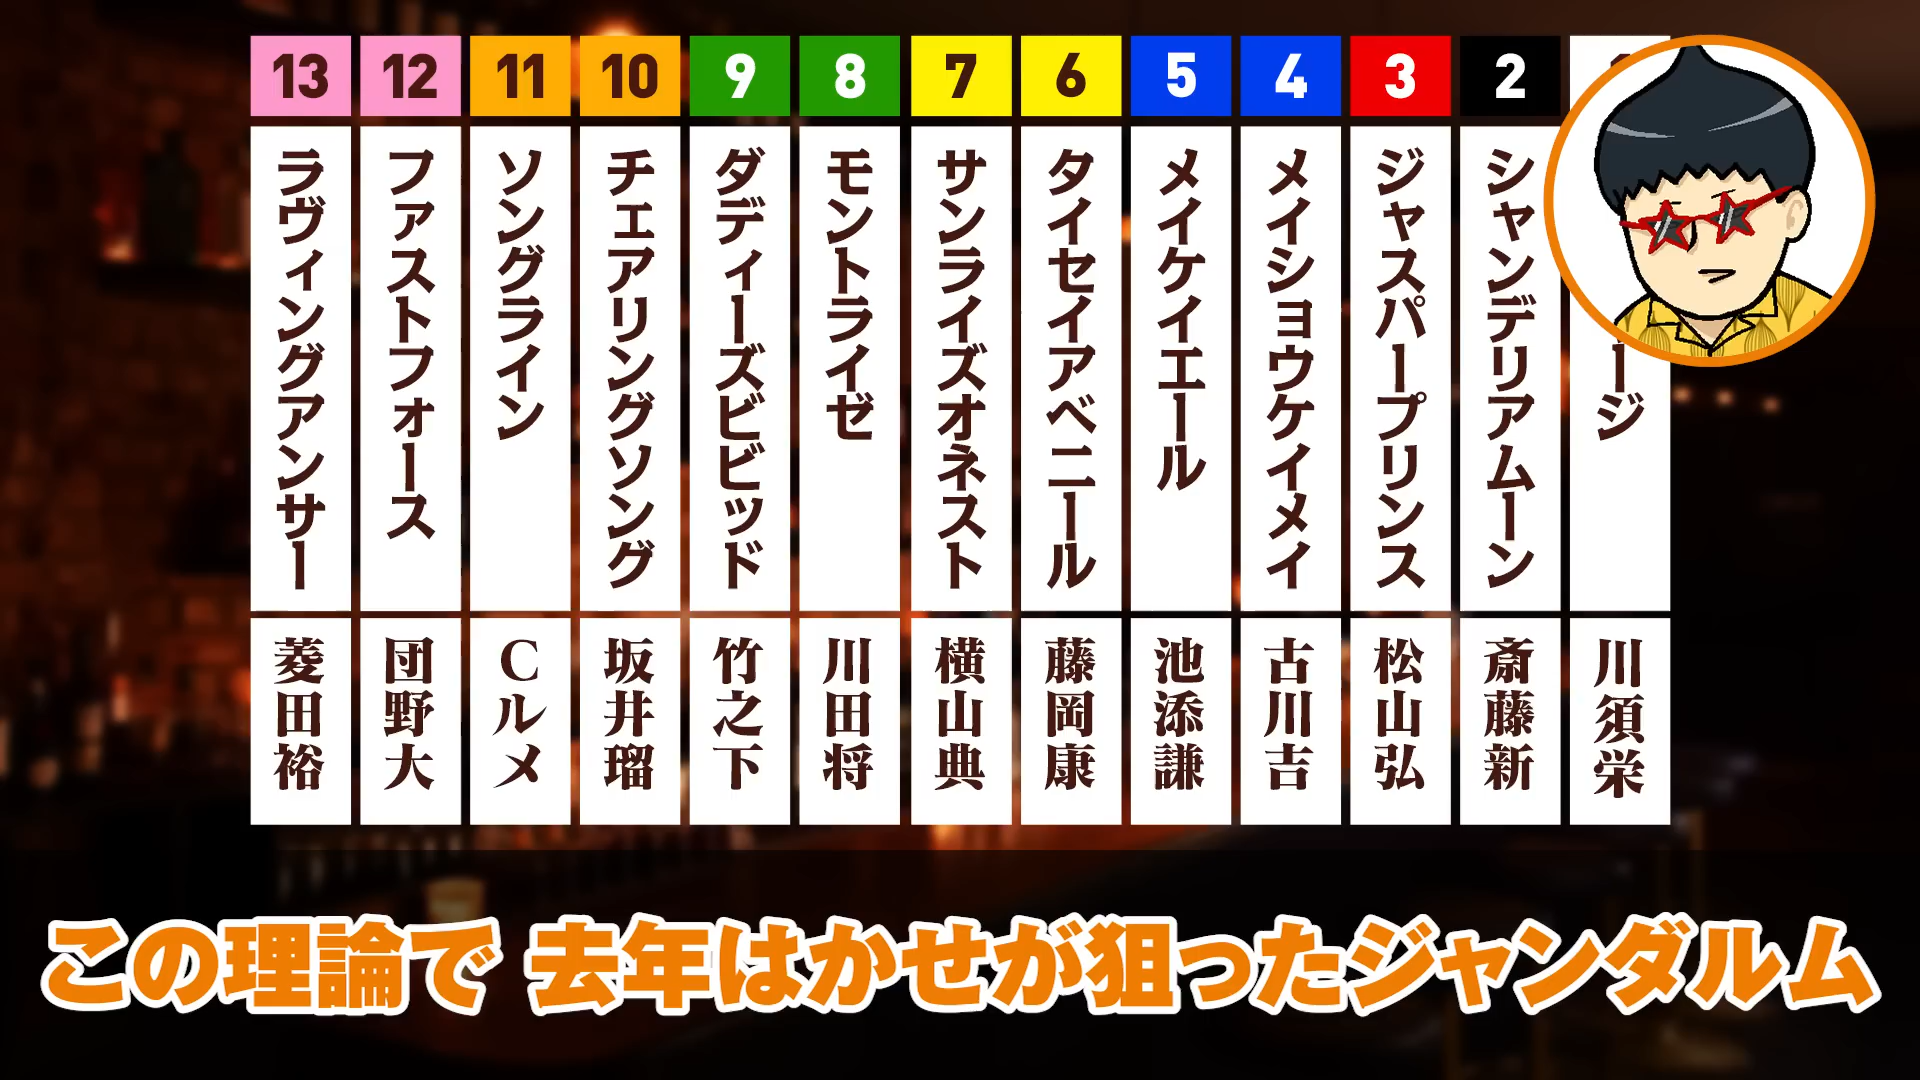 13
12
11
10
9
8
7
6
5
4
3
2
ラヴィングアンサー
ファストフォース
ソングライン
チェアリングソング
ダディーズビビッド
モントライゼ
サンライズオネスト
タイセイアベニール
メイケイエール
メイショウケイメイ
ジャスパープリンス
シャンデリアムーン
ージ
菱田裕
団野大
Cルメ
坂井瑠
竹之下
川田将
横山典
藤岡康
池添謙
古川吉
松山弘
斎藤新
川須栄
この理論で 去年はかせが狙ったジャンダルム